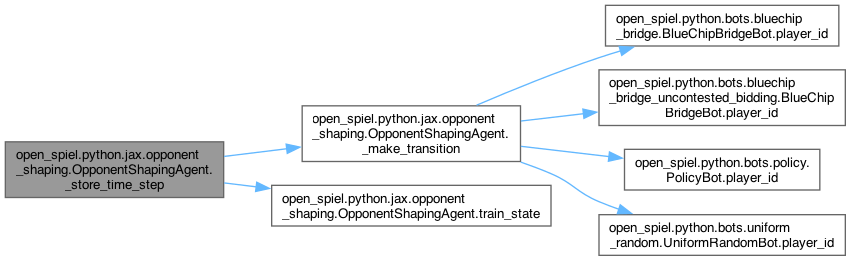 open_spiel.python.jax.opponent
_shaping.OpponentShapingAgent.
_store_time_step
open_spiel.python.jax.opponent
_shaping.OpponentShapingAgent.
_make_transition
open_spiel.python.jax.opponent
_shaping.OpponentShapingAgent.train_state
open_spiel.python.bots.bluechip
_bridge.BlueChipBridgeBot.player_id
open_spiel.python.bots.bluechip
_bridge_uncontested_bidding.BlueChip
BridgeBot.player_id
open_spiel.python.bots.policy.
PolicyBot.player_id
open_spiel.python.bots.uniform
_random.UniformRandomBot.player_id